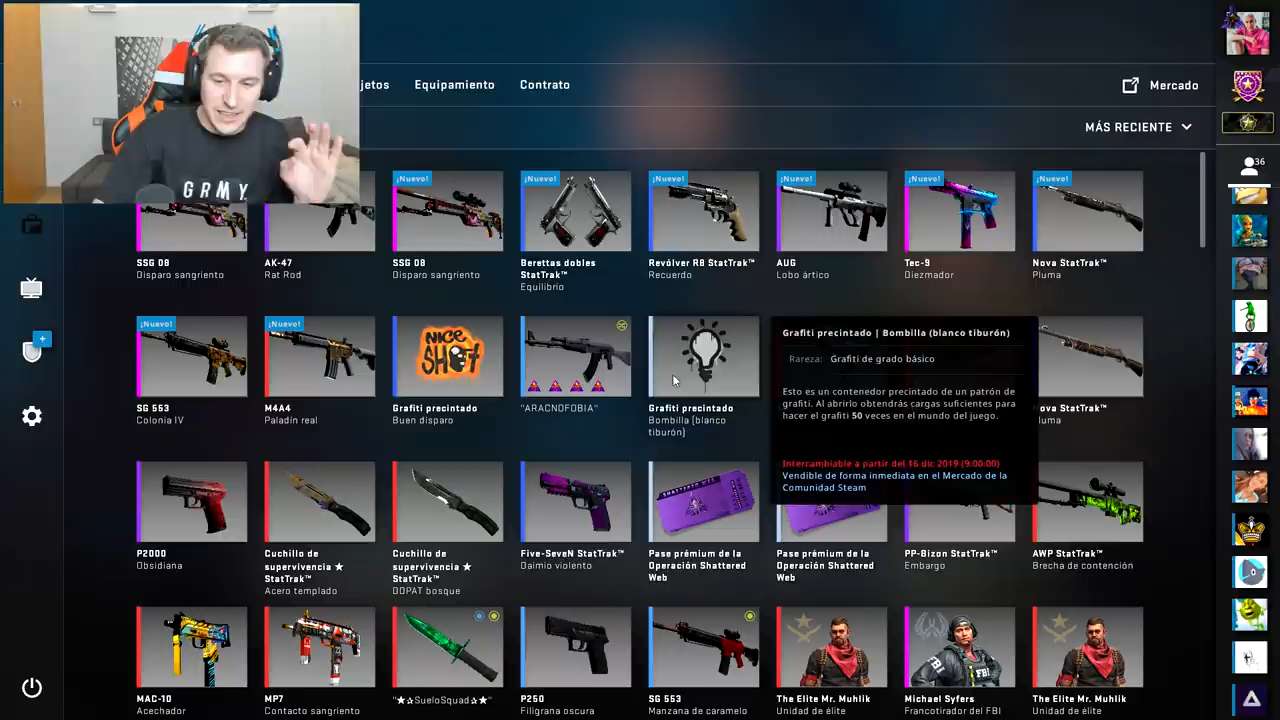 jetos
Equipamiento
Contrato
Mercado
MÁS RECIENTE
36
GRMY.
¡Nuevo!
¡Nuevo!
¡Nuevo!
¡Nuevo!
¡Nuevo!
¡Nuevo!
SSG 08
Disparo sangriento
AK-47
Rat Rod
SSG 08
Disparo sangriento
Berettas dobles
StatTrak™
Equilibrio
Revólver R8 StatTrak™
Recuerdo
AUG
Lobo ártico
Tec-9
Diezmador
Nova StatTrak™
Pluma
¡Nuevo!
¡Nuevo!
NICE
SHOT
SG 553
Colonia IV
M4A4
Paladín real
Grafiti precintado
Buen disparo
"ARACNOFOBIA"
Grafiti precintado
Bombilla (blanco
tiburón)
Grafiti precintado | Bombilla (blanco tiburón)
Rareza: Grafiti de grado básico
Esto es un contenedor precintado de un patrón de
grafiti. Al abrirlo obtendrás cargas suficientes para
hacer el grafiti 50 veces en el mundo del juego.
Intercambiable a partir del 16 dic 2019 (9:00:00)
Vendible de forma inmediata en el Mercado de la
Comunidad Steam
ova StatTrak™
luma
SHATTERED WEB
P2000
Obsidiana
Cuchillo de
supervivencia ★
StatTrak™
Acero templado
Cuchillo de
supervivencia ★
StatTrak™
DDPAT bosque
Five-SeveN StatTrak™
Daimio violento
Pase prémium de la
Operación Shattered
Web
Pase prémium de la
Operación Shattered
Web
PP-Bizon StatTrak™
Embargo
AWP StatTrak™
Brecha de contención
FBI
FBI
MAC-10
Acechador
MP7
Contacto sangriento
"★✰SueloSquad✰★"
P250
Filigrana oscura
SG 553
Manzana de caramelo
The Elite Mr. Muhlik
Unidad de élite
Michael Syfers
Francotirador del FBI
The Elite Mr. Muhlik
Unidad de élite